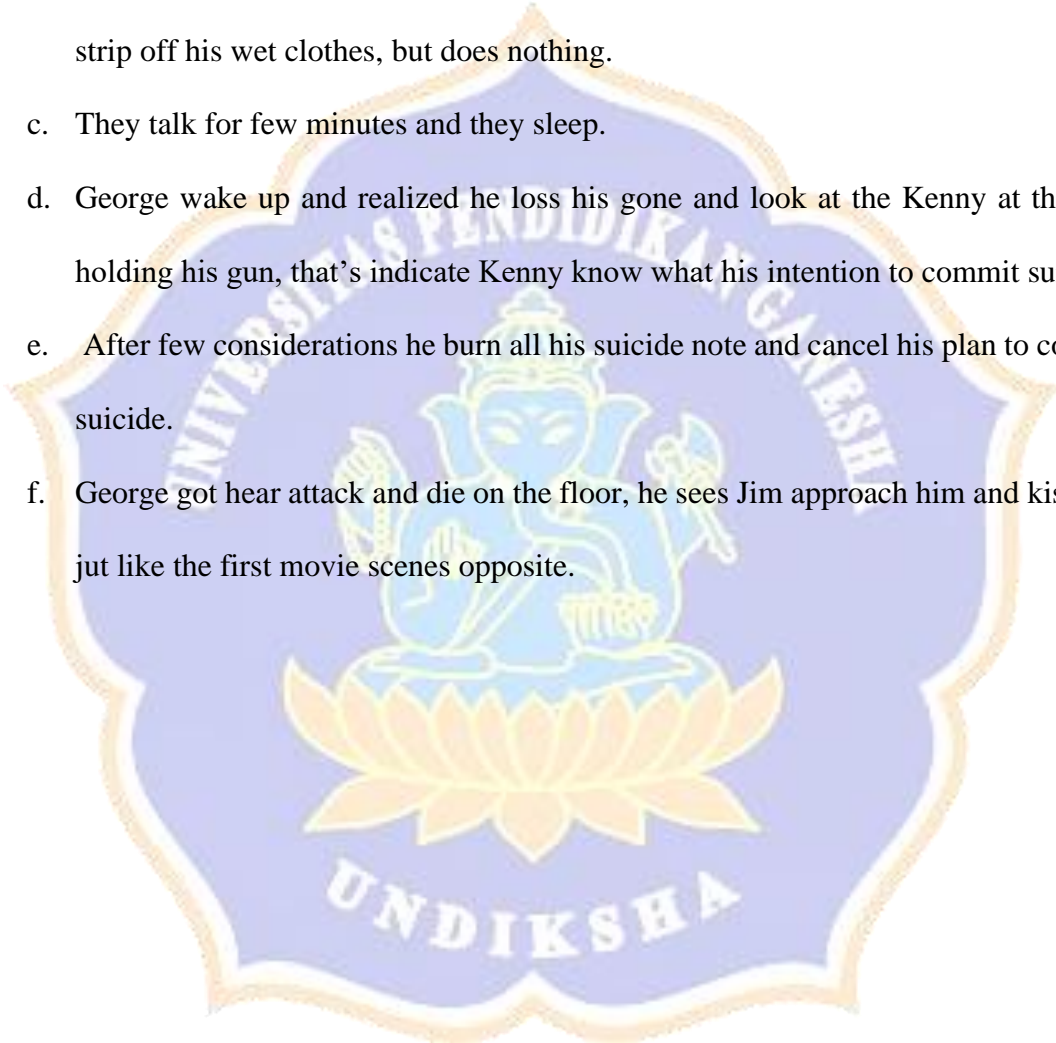 strip off his wet clothes, but does nothing.
c. They talk for few minutes and they sleep.
d. George wake up and realized he loss his gone and look at the Kenny at th
holding his gun, that’s indicate Kenny know what his intention to commit su
e. After few considerations he burn all his suicide note and cancel his plan to co
suicide.
f. George got hear attack and die on the floor, he sees Jim approach him and kis
jut like the first movie scenes opposite.
UNIVERSITAS PENDIDIKAN GANESHA
UNDIKSHA